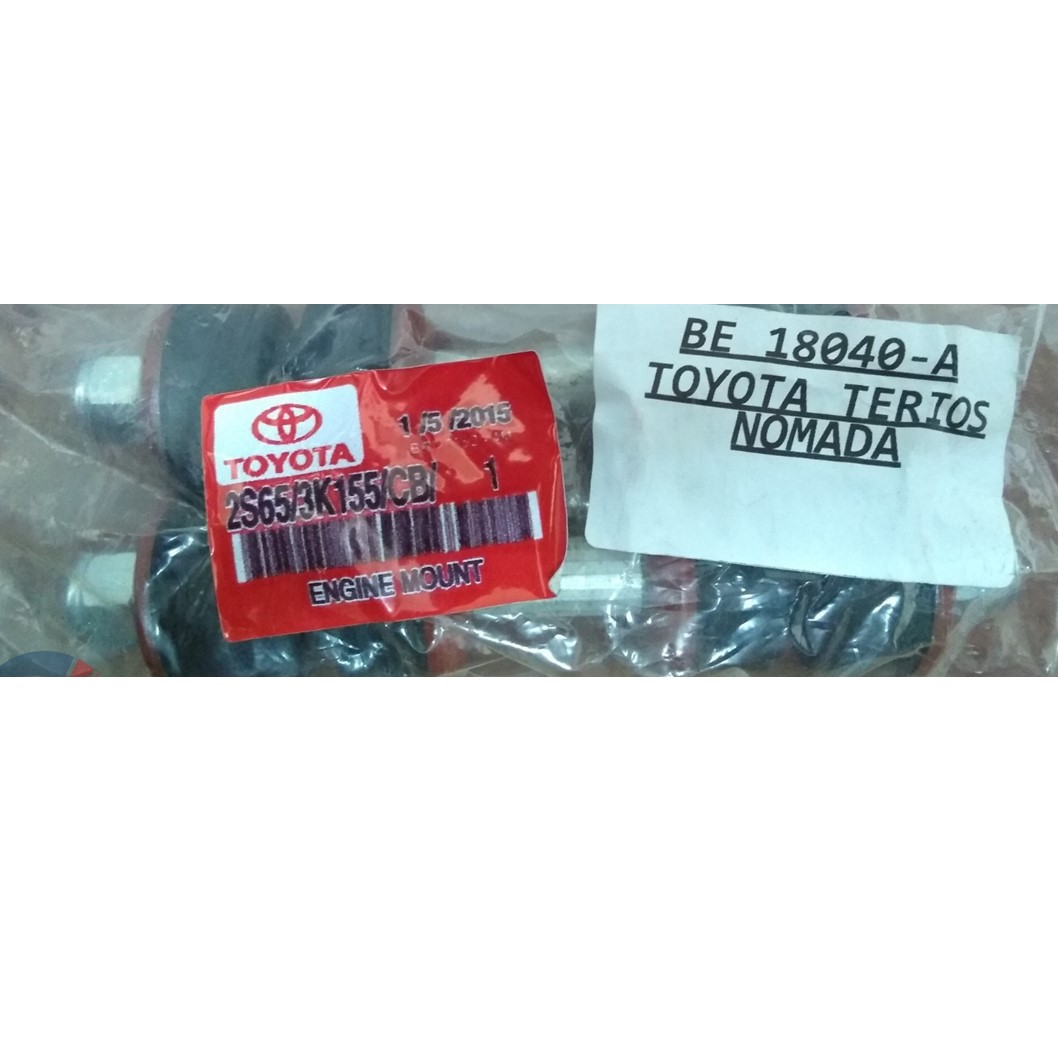 TOYOTA
1 /5 /2015
2S65/3K155/CB/ 1
ENGINE MOUNT
BE 18040-A
TOYOTA TERIOS
NOMADA